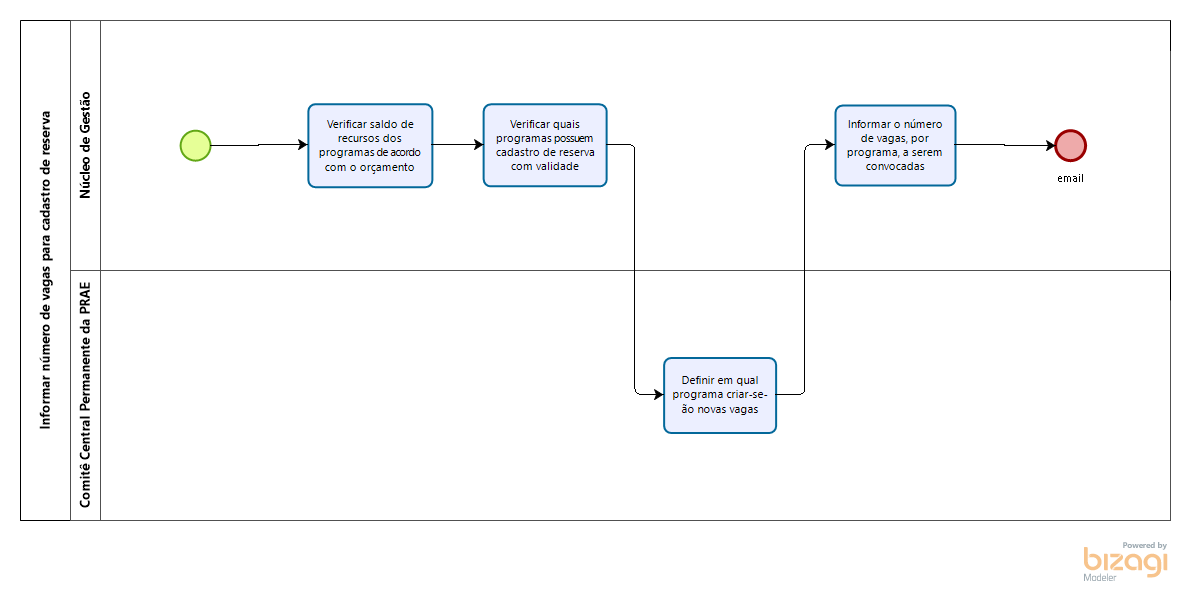 Informar número de vagas para cadastro de reserva
Núcleo de Gestão
Verificar saldo de
recursos dos
programas de acordo
com o orçamento
Verificar quais
programas possuem
cadastro de reserva
com validade
Informar o número
de vagas, por
programa, a serem
convocadas
email
Comitê Central Permanente da PRAE
Definir em qual
programa criar-se-
ão novas vagas
Powered by
bizagi
Modeler